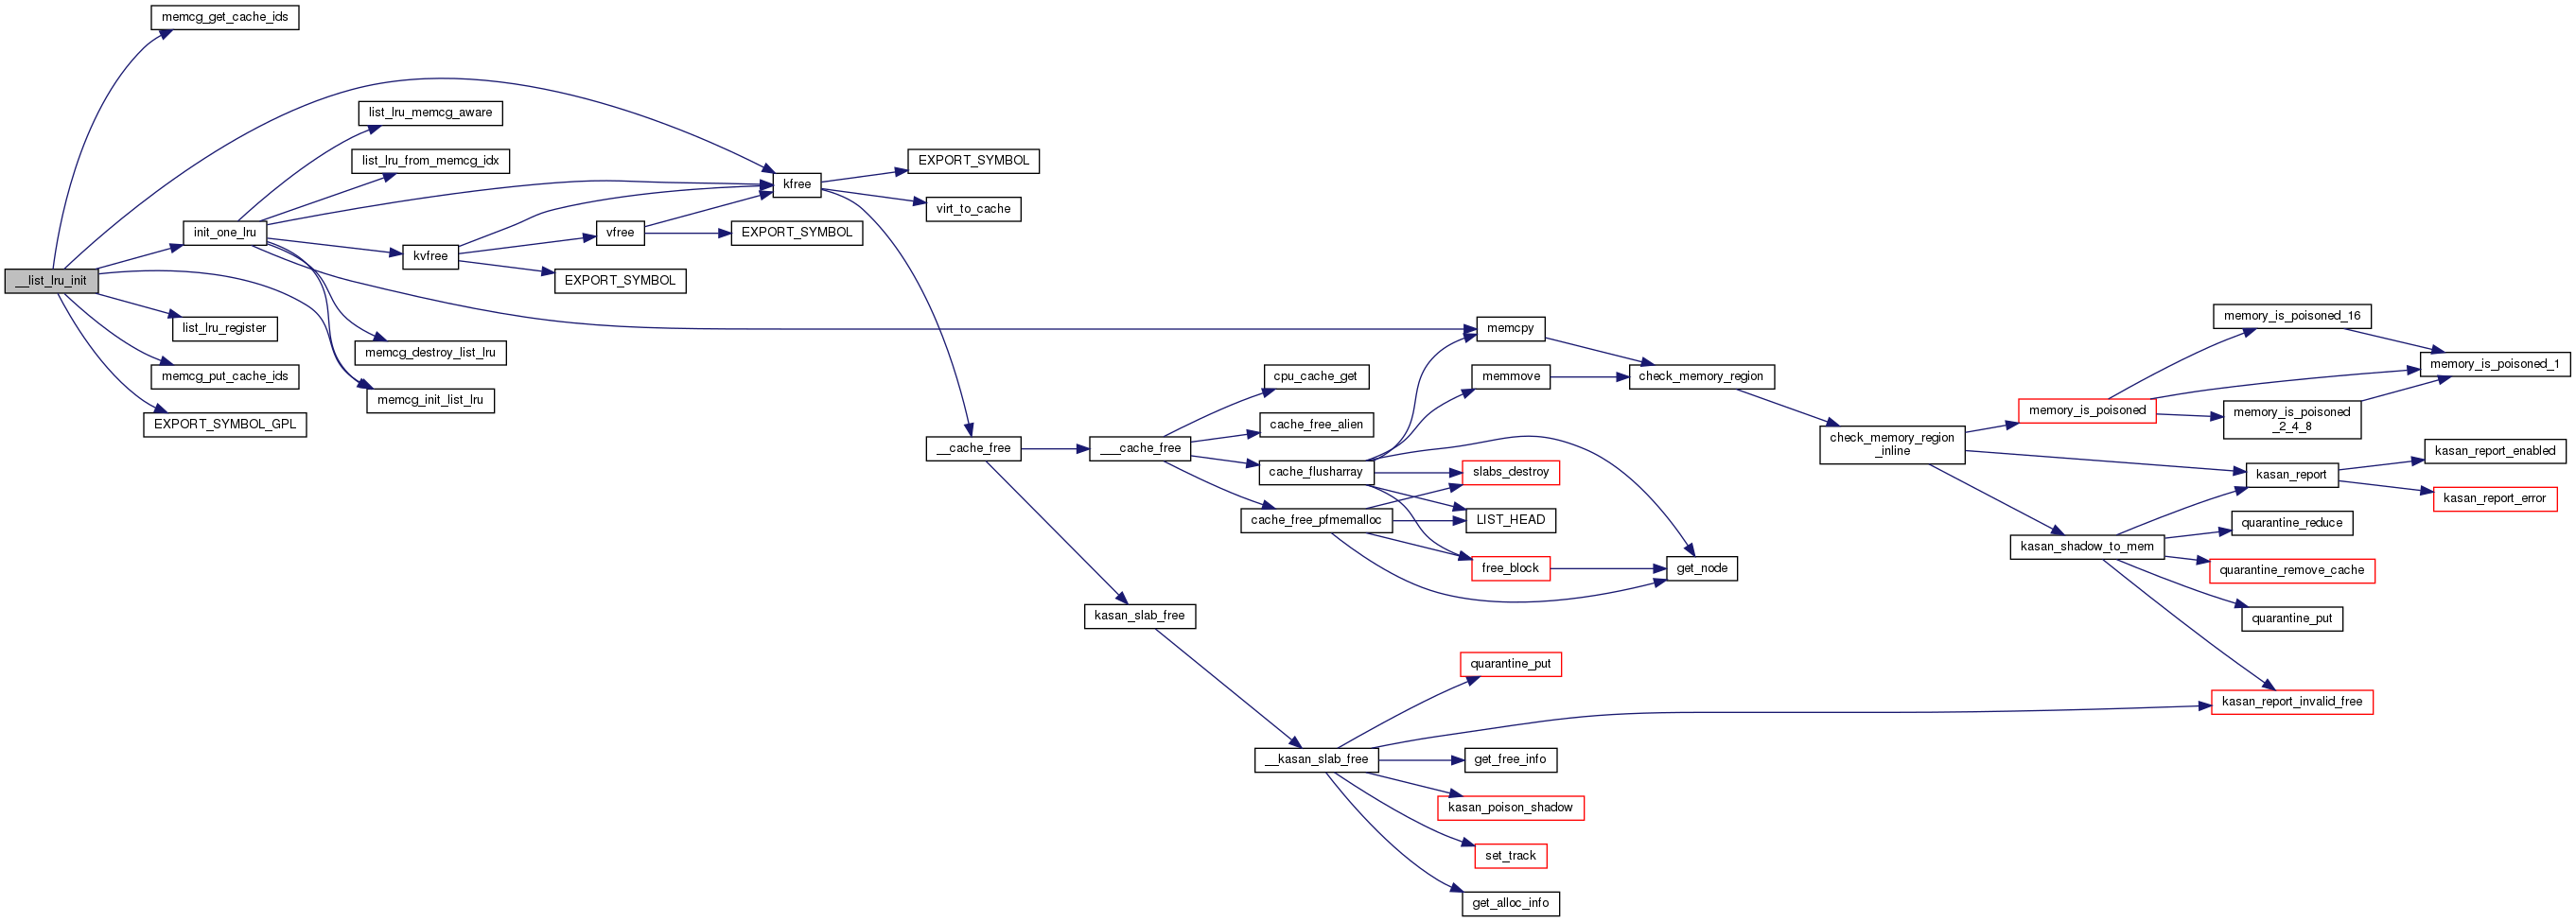 memcg_get_cache_ids
list_lru_memcg_aware
list_lru_from_memcg_idx
EXPORT_SYMBOL
kfree
virt_to_cache
init_one_lru
vfree
EXPORT_SYMBOL
kvfree
__list_lru_init
EXPORT_SYMBOL
list_lru_register
memcg_destroy_list_lru
memcg_put_cache_ids
memcg_init_list_lru
EXPORT_SYMBOL_GPL
memcpy
memory_is_poisoned_16
cpu_cache_get
memmove
check_memory_region
memory_is_poisoned_1
memory_is_poisoned
memory_is_poisoned
_2_4_8
cache_free_alien
__cache_free
___cache_free
check_memory_region
_inline
kasan_report_enabled
cache_flusharray
slabs_destroy
kasan_report
kasan_report_error
cache_free_pfmemalloc
LIST_HEAD
quarantine_reduce
kasan_shadow_to_mem
free_block
get_node
quarantine_remove_cache
kasan_slab_free
quarantine_put
quarantine_put
kasan_report_invalid_free
__kasan_slab_free
get_free_info
kasan_poison_shadow
set_track
get_alloc_info